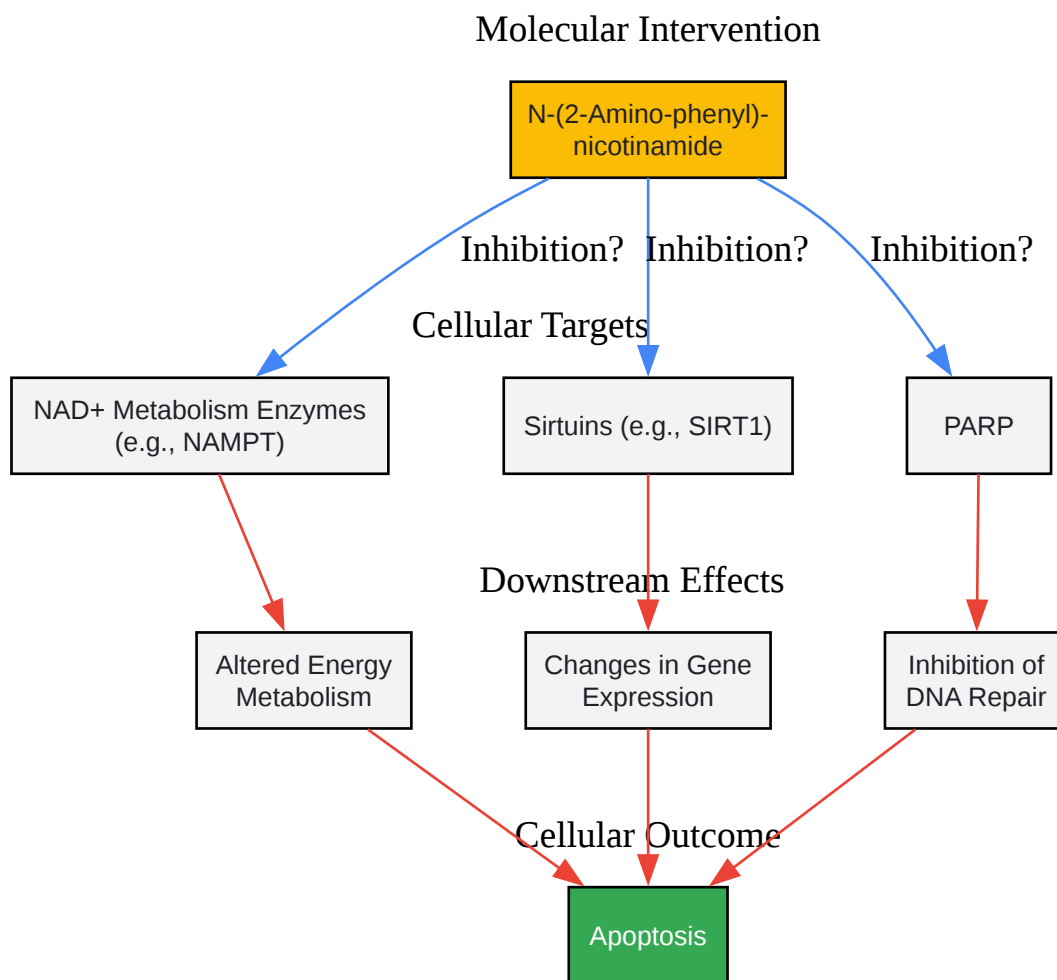 Molecular Intervention
N-(2-Amino-phenyl)-
nicotinamide
Inhibition?
Inhibition?
Inhibition?
Cellular Targets
NAD+ Metabolism Enzymes
(e.g., NAMPT)
Sirtuins (e.g., SIRT1)
PARP
Downstream Effects
Altered Energy
Metabolism
Changes in Gene
Expression
Inhibition of
DNA Repair
Cellular Outcome
Apoptosis